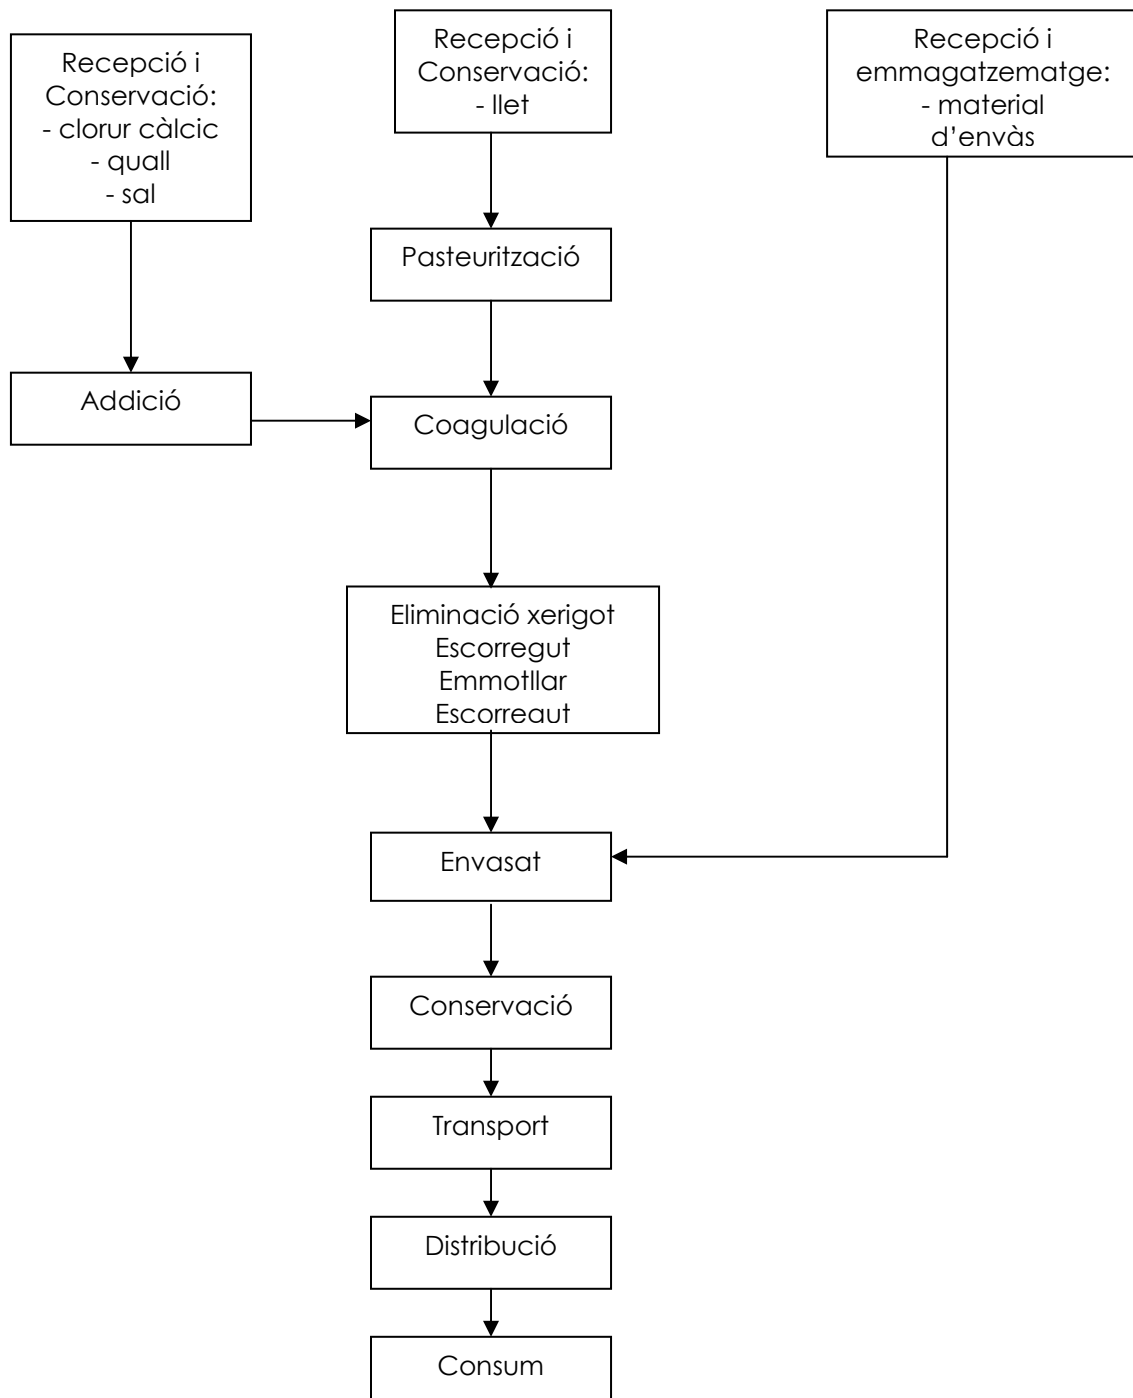 Recepció i
Conservació:
- clorur càlcic
- quall
- sal
Recepció i
Conservació:
- llet
Recepció i
emmagatzematge:
- material
d'envàs
Pasteurització
Addició
Coagulació
Eliminació xerigot
Escorregut
Emmotllar
Escorregut
Envasat
Conservació
Transport
Distribució
Consum